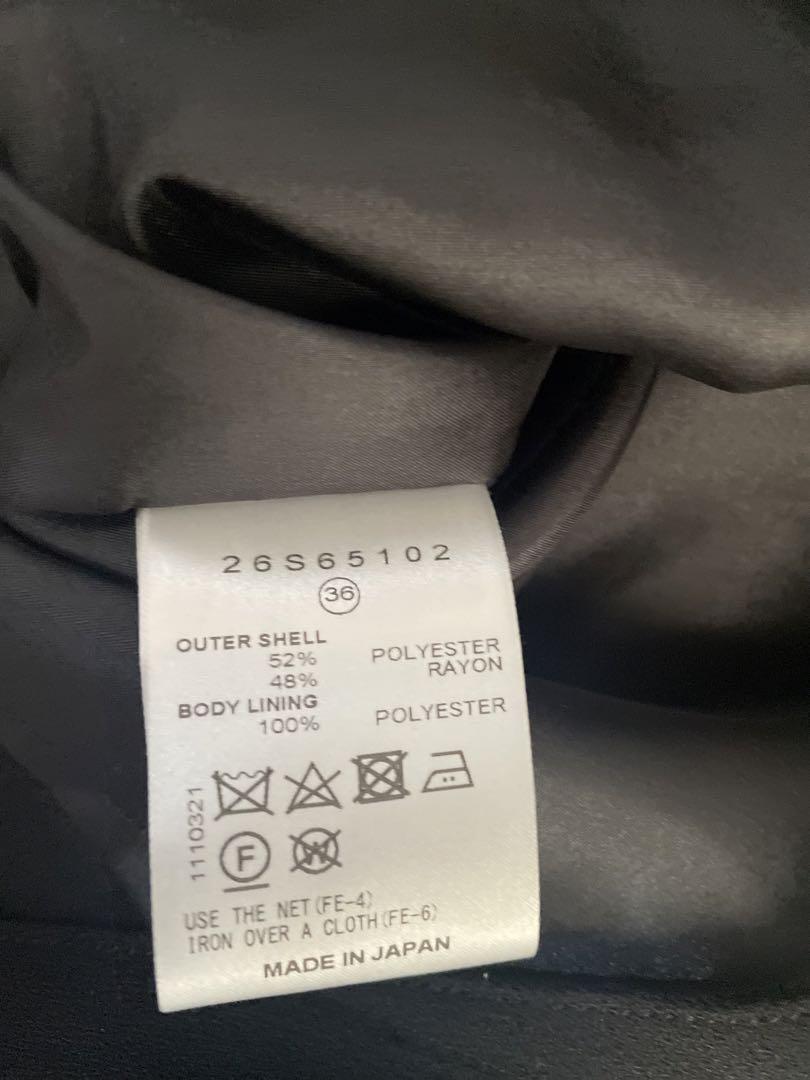 26S65102
36
OUTER SHELL
52% POLYESTER
48% RAYON
BODY LINING
100% POLYESTER
1110321
F
W
USE THE NET(FE-4)
IRON OVER A CLOTH(FE-6)
MADE IN JAPAN